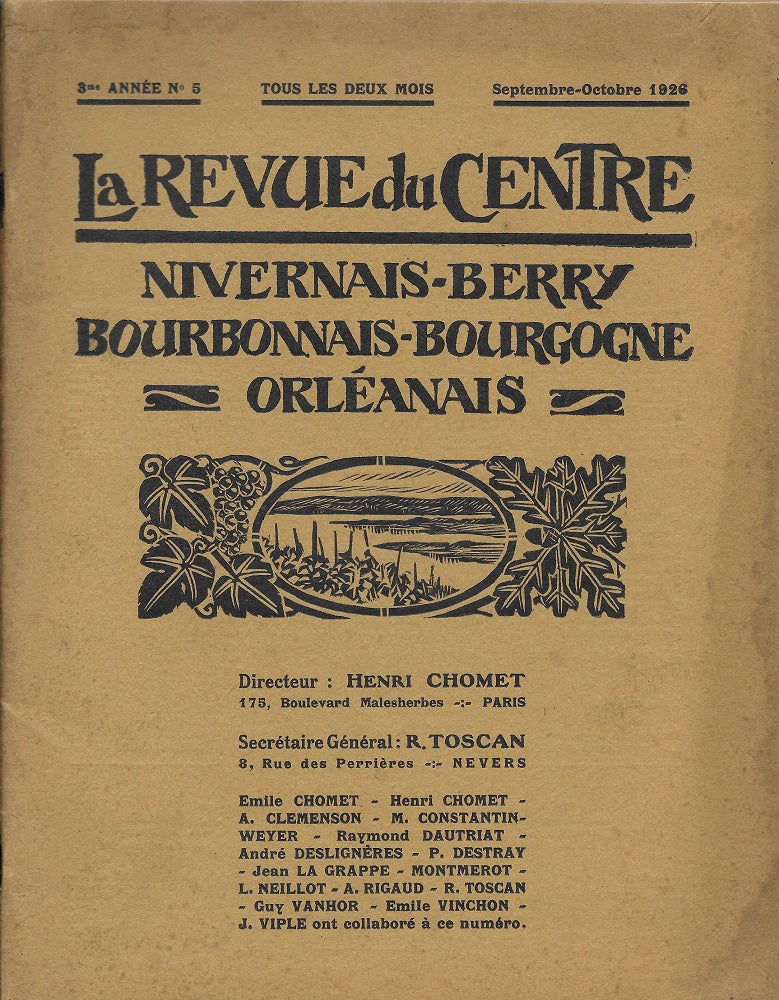 3me ANNÉE No 5
TOUS LES DEUX MOIS
Septembre-Octobre 1926
La REVUE du CENTRE
NIVERNAIS-BERRY
BOURBONNAIS-BOURGOGNE
ORLÉANAIS
Directeur : HENRI CHOMET
175, Boulevard Malesherbes -:- PARIS
Secrétaire Général : R. TOSCAN
8, Rue des Perrières -:- NEVERS
Emile CHOMET - Henri CHOMET -
A. CLEMENSON - M. CONSTANTIN-
WEYER - Raymond DAUTRIAT -
André DESLIGNÈRES - P. DESTRAY
- Jean LA GRAPPE - MONTMEROT -
L. NEILLOT - A. RIGAUD - R. TOSCAN
- Guy VANHOR - Emile VINCHON -
J. VIPLE ont collaboré à ce numéro.